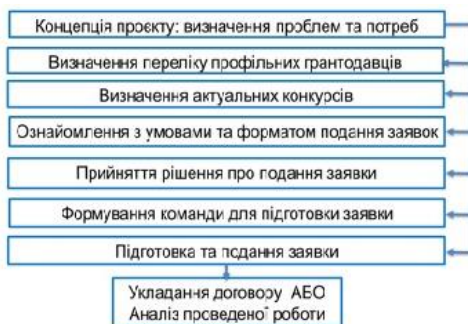 Концепція проєкту: визначення проблем та потреб
Визначення переліку профільних грантодавців
Визначення актуальних конкурсів
Ознайомлення з умовами та форматом подання заявок
Прийняття рішення про подання заявки
Формування команди для підготовки заявки
Підготовка та подання заявки
Укладання договору АБО
Аналіз проведеної роботи